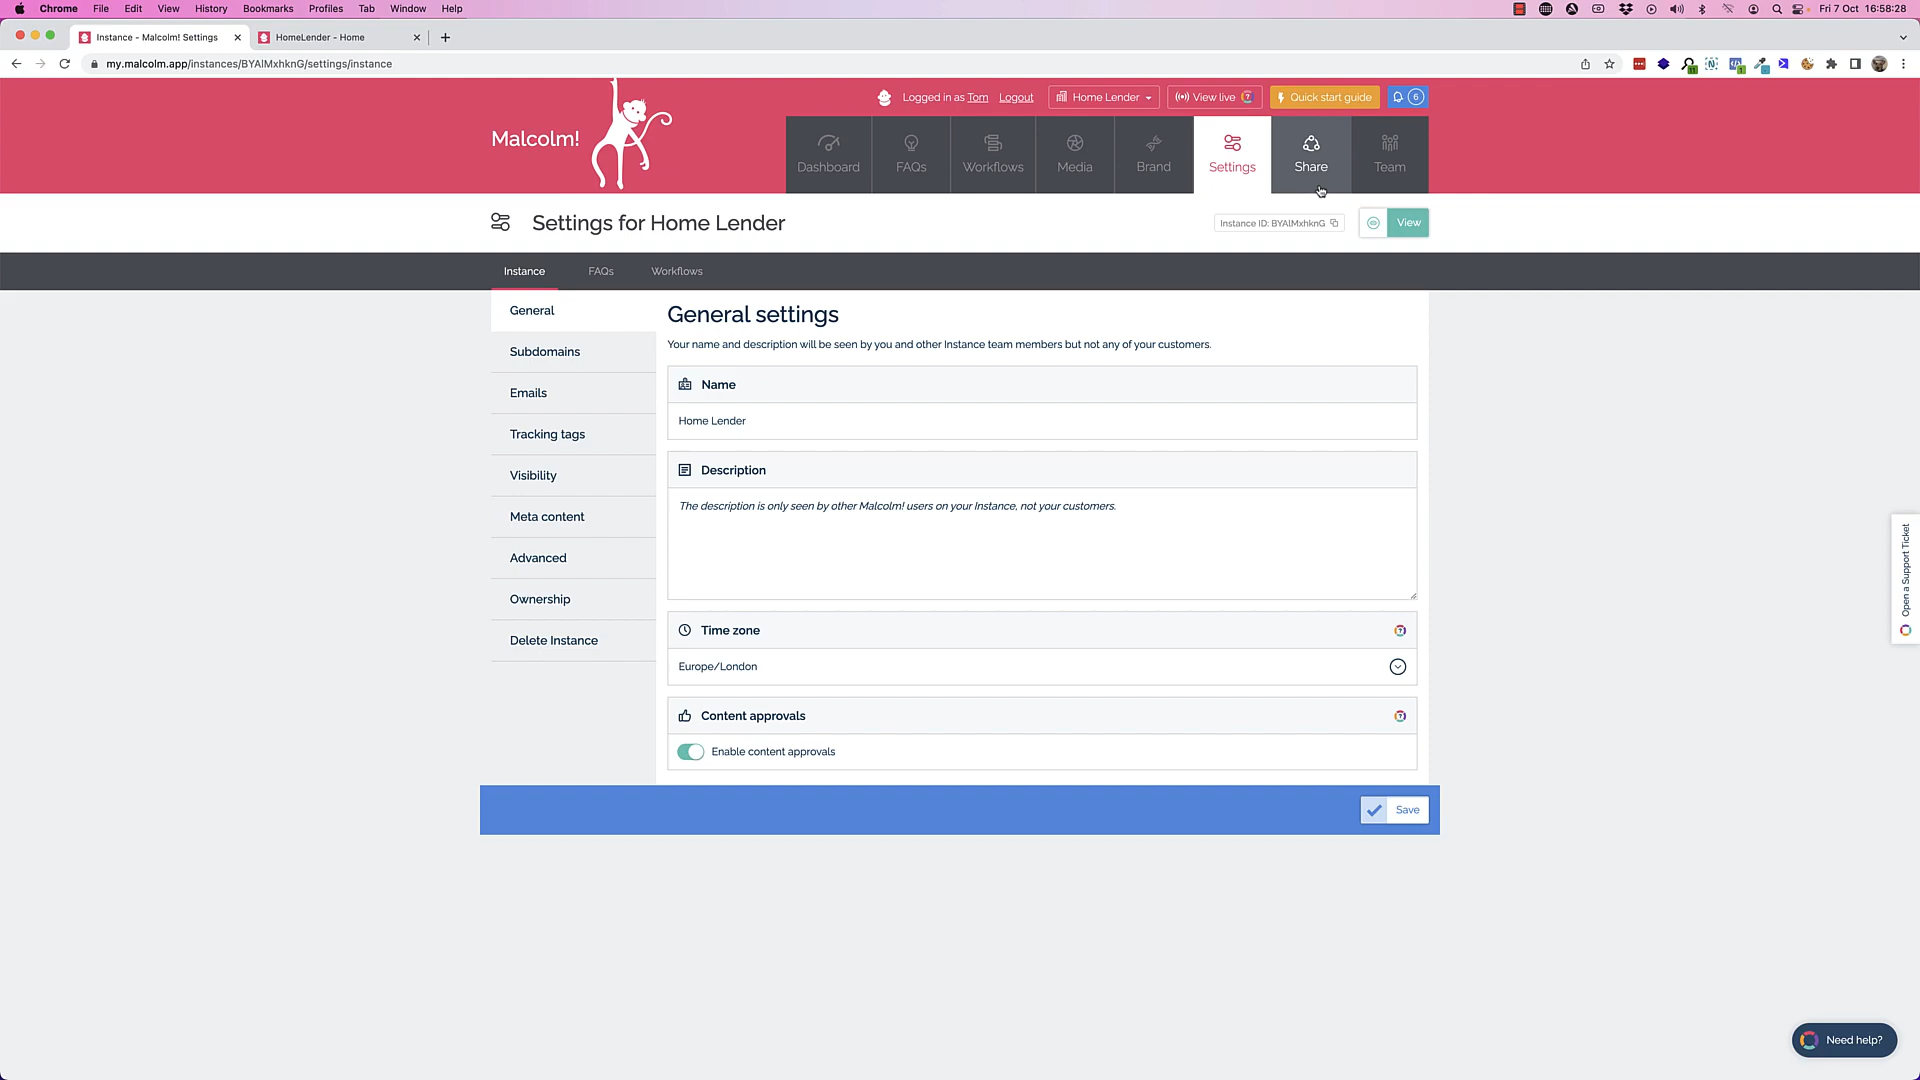 Chrome File Edit View History Bookmarks Profiles Tab Window Help Fri 7 Oct 16:58:28
Instance - Malcolm! Settings HomeLender - Home
my.malcolm.app/instances/BYAlMxhknG/settings/instance
Malcolm!
Logged in as Tom Logout Home Lender View live Quick start guide 6
Dashboard FAQs Workflows Media Brand Settings Share Team
Settings for Home Lender
Instance ID: BYAlMxhknG View
Instance FAQs Workflows
General
Subdomains
Emails
Tracking tags
Visibility
Meta content
Advanced
Ownership
Delete Instance
General settings
Your name and description will be seen by you and other Instance team members but not any of your customers.
Name
Home Lender
Description
The description is only seen by other Malcolm! users on your Instance, not your customers.
Time zone
Europe/London
Content approvals
Enable content approvals
Save
Open a Support Ticket
Need help?